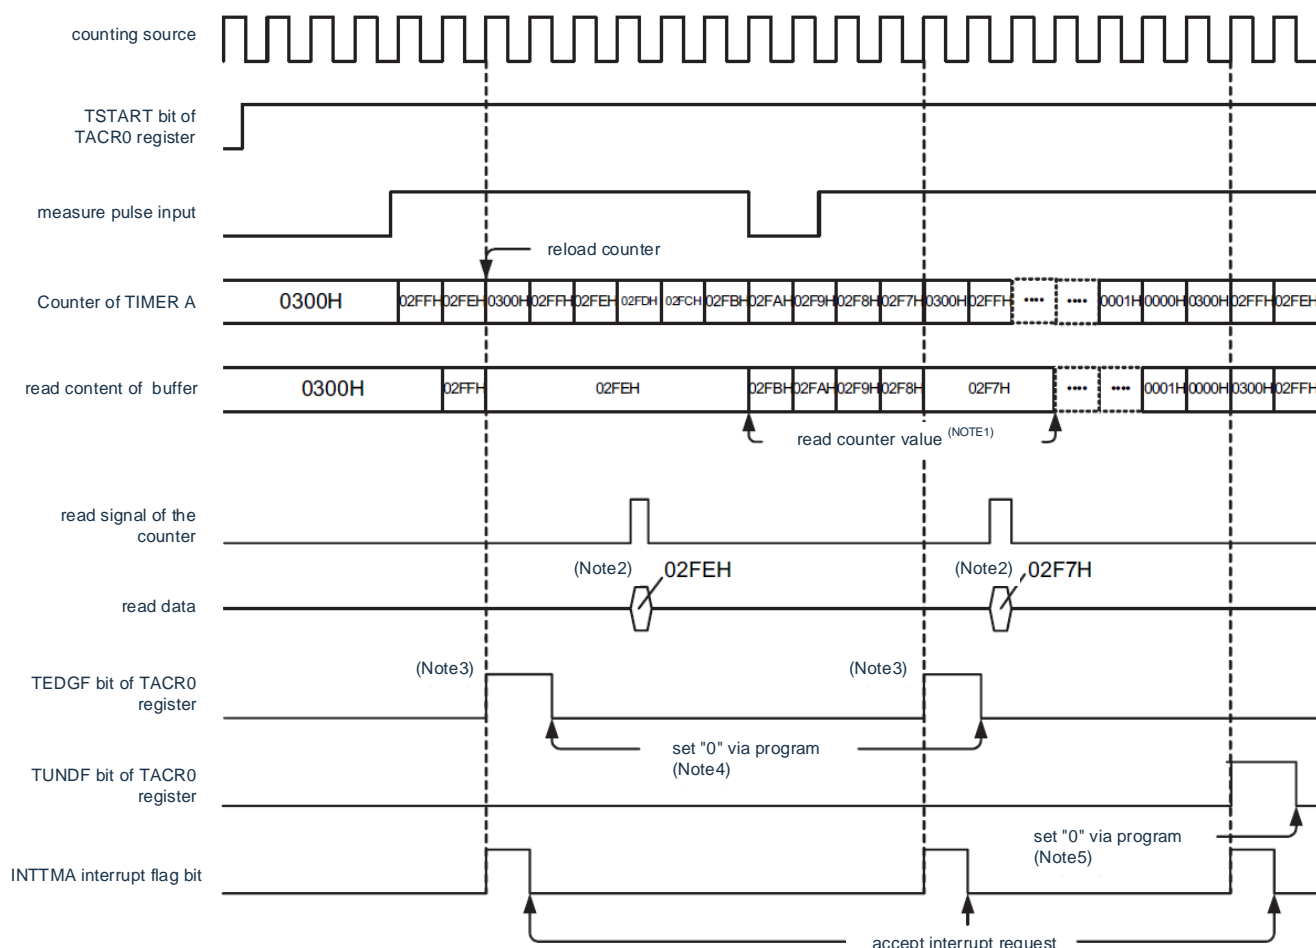 counting source
TSTART bit of
TACR0 register
measure pulse input
reload counter
Counter of TIMER A
0300H 02FFH 02FEH 0300H 02FFH 02FEH 02FDH 02FCH 02FBH 02FAH 02F9H 02F8H 02F7H 0300H 02FFH •••• •••• 0001H 0000H 0300H 02FFH 02FEH
read content of buffer
0300H 02FFH 02FEH 02FBH 02FAH 02F9H 02F8H 02F7H •••• •••• 0001H 0000H 0300H 02FFH
read counter value (NOTE1)
read signal of the
counter
(Note2) 02FEH (Note2) 02F7H
read data
(Note3) (Note3)
TEDGF bit of TACR0
register
set "0" via program
(Note4)
TUNDF bit of TACR0
register
set "0" via program
(Note5)
INTTMA interrupt flag bit
accept interrupt request